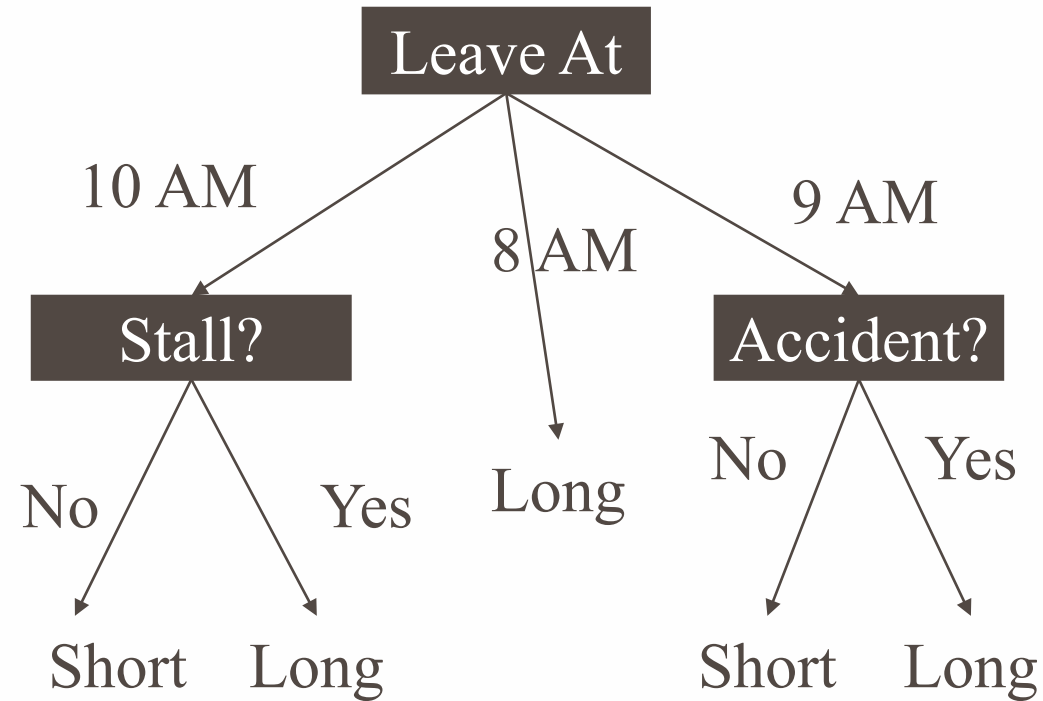 Leave At
10 AM
8 AM
9 AM
Stall?
Accident?
No
Yes
Long
No
Yes
Short
Long
Short
Long